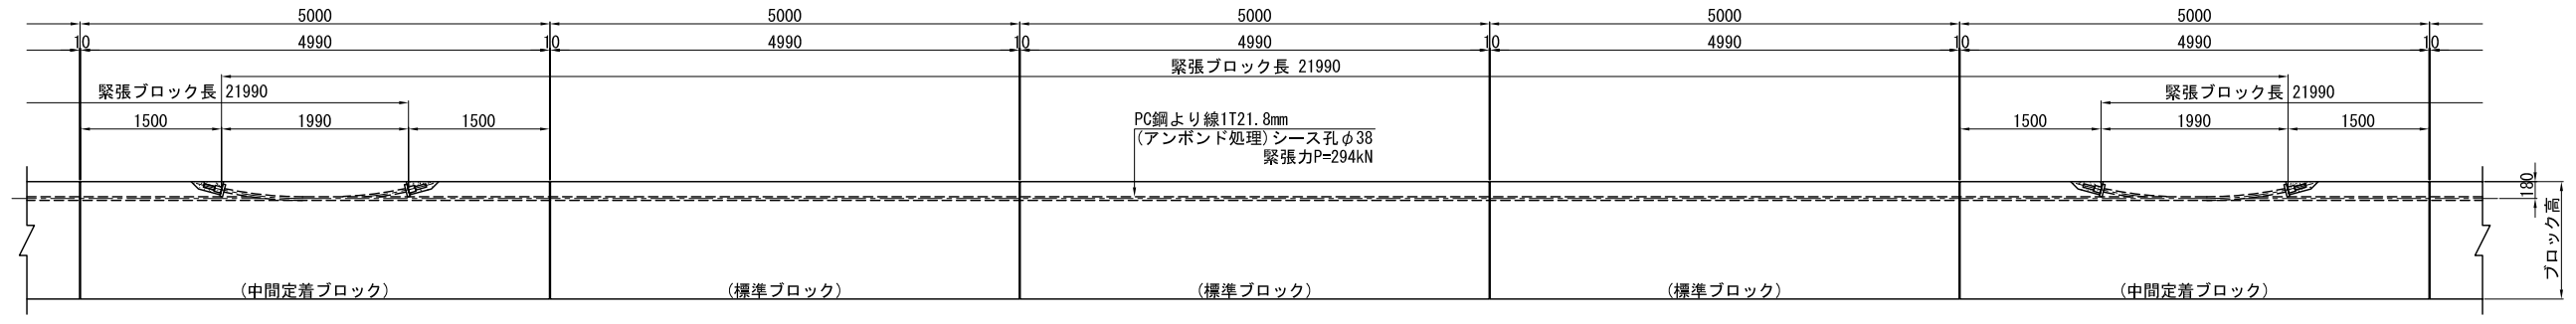 5000 5000 5000 5000 5000
10 4990 10 4990 10 4990 10 4990 10 4990 10
緊張ブロック長 21990
緊張ブロック長 21990
緊張ブロック長 21990
1500 1990 1500
PC鋼より線1T21.8mm
(アンボンド処理)シース孔φ38
緊張力P=294kN
1500 1990 1500
180
ブロック高
(中間定着ブロック)
(標準ブロック)
(標準ブロック)
(標準ブロック)
(中間定着ブロック)